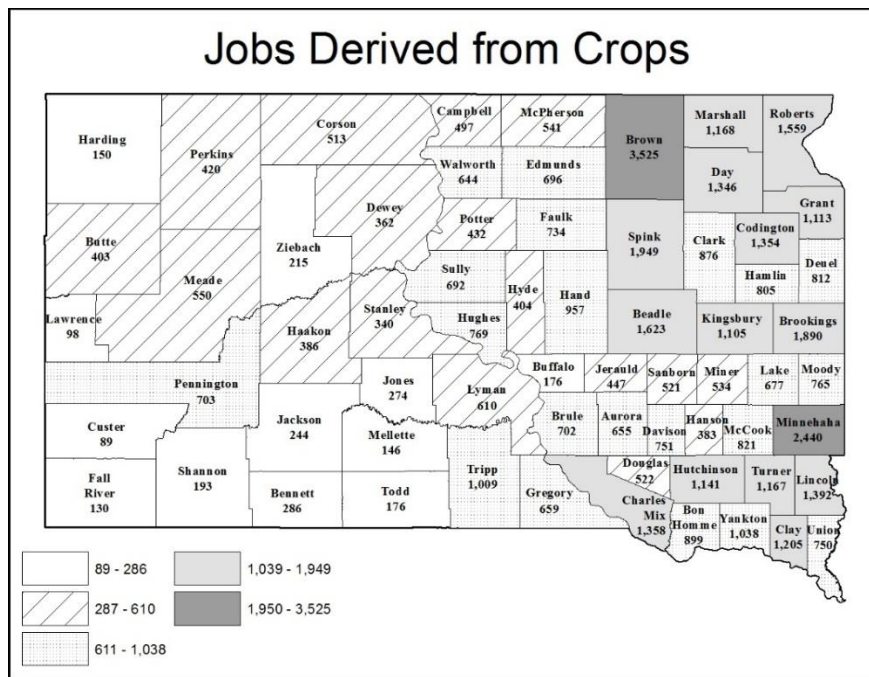 Jobs Derived from Crops
Harding
150
Perkins
420
Corson
513
Campbell
497
McPherson
541
Brown
3,525
Marshall
1,168
Roberts
1,559
Walworth
644
Edmunds
696
Day
1,346
Dewey
362
Ziebach
215
Potter
432
Faulk
734
Spink
1,949
Grant
1,113
Codington
1,354
Clark
876
Butte
403
Meade
550
Sully
692
Hyde
404
Hand
957
Hamlin
805
Deuel
812
Lawrence
98
Haakon
386
Stanley
340
Hughes
769
Beadle
1,623
Kingsbury
1,105
Brookings
1,890
Pennington
703
Jones
274
Lyman
610
Buffalo
176
Jerauld
447
Sanborn
521
Miner
534
Lake
677
Moody
765
Custer
89
Jackson
244
Mellette
146
Brule
702
Aurora
655
Davison
751
Hanson
383
McCook
821
Minnehaha
2,440
Fall
River
130
Shannon
193
Bennett
286
Todd
176
Tripp
1,009
Gregory
659
Charles
Mix
1,358
Douglas
522
Hutchinson
1,141
Turner
1,167
Lincoln
1,392
Bon
Homme
899
Yankton
1,038
Clay
1,205
Union
750
89 - 286
1,039 - 1,949
287 - 610
1,950 - 3,525
611 - 1,038